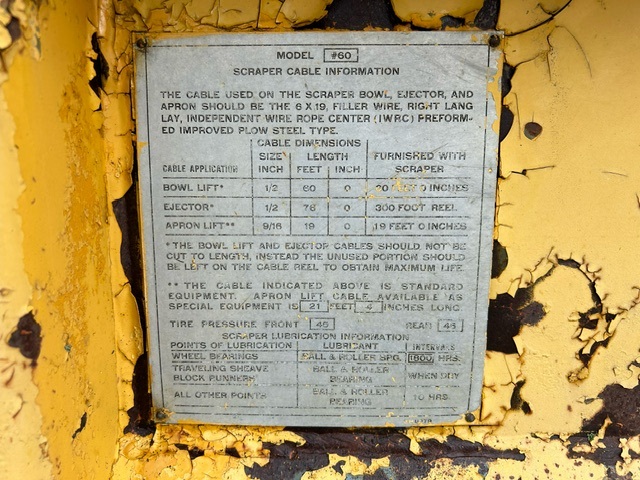 MODEL #60
SCRAPER CABLE INFORMATION
THE CABLE USED ON THE SCRAPER BOWL, EJECTOR, AND
APRON SHOULD BE THE 6 X 19, FILLER WIRE, RIGHT LANG
LAY, INDEPENDENT WIRE ROPE CENTER (IWRC) PREFORM-
ED IMPROVED PLOW STEEL TYPE.
CABLE DIMENSIONS
SIZE LENGTH FURNISHED WITH
CABLE APPLICATION INCH FEET INCH SCRAPER
BOWL LIFT* 1/2 60 0 FEET 0 INCHES
EJECTOR* 1/2 76 0 300 FOOT REEL
APRON LIFT** 9/16 19 0 19 FEET 0 INCHES
* THE BOWL LIFT AND EJECTOR CABLES SHOULD NOT BE
CUT TO LENGTH, INSTEAD THE UNUSED PORTION SHOULD
BE LEFT ON THE CABLE REEL TO OBTAIN MAXIMUM LIFE.
** THE CABLE INDICATED ABOVE IS STANDARD
EQUIPMENT. APRON LIFT CABLE AVAILABLE AS
SPECIAL EQUIPMENT IS 21 FEET 4 INCHES LONG.
TIRE PRESSURE FRONT 45 REAR 45
SCRAPER LUBRICATION INFORMATION
POINTS OF LUBRICATION LUBRICANT INTERVALS
WHEEL BEARINGS BALL & ROLLER BRG. HRS.
TRAVELING SHEAVE BALL & ROLLER
BLOCK RUNNERS BEARING WHEN DRY
ALL OTHER POINTS BALL & ROLLER 10 HRS
BEARING